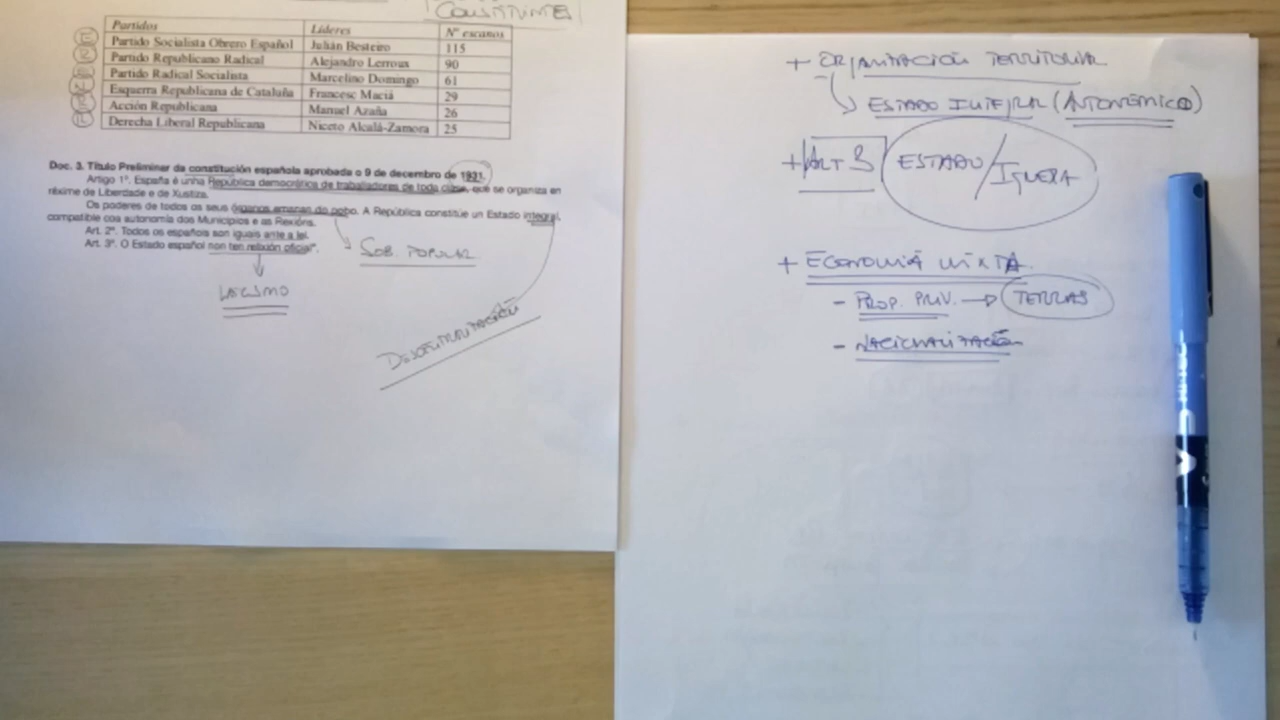 CONSTITUINTES
Partidos Líderes Nº escanos
Partido Socialista Obrero Español Julián Besteiro 115
Partido Republicano Radical Alejandro Lerroux 90
Partido Radical Socialista Marcelino Domingo 61
Esquerra Republicana de Cataluña Francesc Maciá 29
Acción Republicana Manuel Azaña 26
Derecha Liberal Republicana Niceto Alcalá-Zamora 25
Doc. 3. Título Preliminar da constitución española aprobada o 9 de decembro de 1931.
Artigo 1º. España é unha República democrática de traballadores de toda clase, que se organiza en
réxime de Liberdade e de Xustiza.
Os poderes de todos os seus órganos emanan do pobo. A República constitúe un Estado integral,
compatible coa autonomía dos Municipios e as Rexións.
Art. 2º. Todos os españois son iguais ante a lei.
Art. 3º. O Estado español non ten relixión oficial".
SOB. POPULAR
LAICISMO
DESCENTRALIZACIÓN
+ ORGANIZACIÓN TERRITORIAL
ESTADO INTEGRAL (AUTONÓMICO)
+ ART 3 ESTADO/IGREXA
+ ECONOMÍA MIXTA
- PROP. PRIV. → TERRAS
- NACIONALIZACIÓN